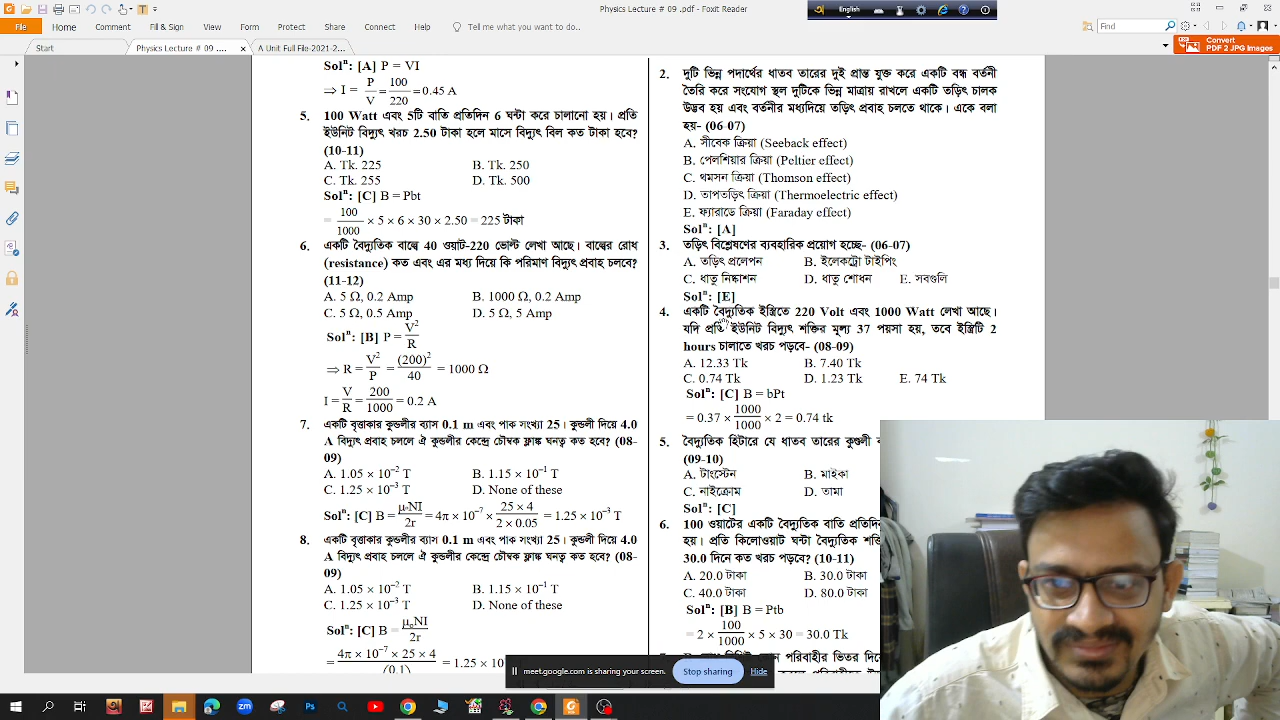 Physics Lecture # 09 .pdf - Foxit Reader
English
File Home Comment Fill & Sign View Form Protect Share Connect Help Tell me what you want to do...
Find
Convert
PDF 2 JPG Images
Start Physics Lecture # 09 .... A Unit Full File-2021-2...
Solⁿ: [A] P = VI
⇒ I = P/V = 100/220 = 0.45 A
5. 100 Watt এবং 5টি বাতি প্রতিদিন 6 ঘন্টা করে চালানো হয়। প্রতি
ইউনিট বিদ্যুৎ খরচ 2.50 টাকা হলে মাসে বিদ্যুৎ বিল কত টাকা হবে?
(10-11)
A. Tk. 225 B. Tk. 250
C. Tk. 255 D. Tk. 500
Solⁿ: [C] B = Pbt
= 100/1000 × 5 × 6 × 30 × 2.50 = 225 টাকা
6. একটি বৈদ্যুতিক বাল্বে 40 ওয়াট-220 ভোল্ট লেখা আছে। বাল্বের রোধ
(resistance) কত এবং এর মধ্য দিয়ে কি পরিমাণ বিদ্যুৎ প্রবাহ চলবে?
(11-12)
A. 5 Ω, 0.2 Amp B. 1000 Ω, 0.2 Amp
C. 5 Ω, 0.5 Amp D. 5 Ω, 5 Amp
Solⁿ: [B] P = V²/R
⇒ R = V²/P = (200)²/40 = 1000 Ω
I = V/R = 200/1000 = 0.2 A
7. একটি বৃত্তাকার কুন্ডলীর ব্যাস 0.1 m এবং পাক সংখ্যা 25। কুন্ডলী দিয়ে 4.0
A বিদ্যুৎ প্রবাহ চললে ঐ কুন্ডলীর কেন্দ্রে চৌম্বক ফ্লাক্স ঘনত্ব কত হবে? (08-
09)
A. 1.05 × 10⁻² T B. 1.15 × 10⁻¹ T
C. 1.25 × 10⁻³ T D. None of these
Solⁿ: [C] B = μ₀NI/2r = 4π × 10⁻⁷ × 25 × 4/2 × 0.05 = 1.25 × 10⁻³ T
8. একটি বৃত্তাকার কুন্ডলীর ব্যাস 0.1 m এবং পাক সংখ্যা 25। কুন্ডলী দিয়ে 4.0
A বিদ্যুৎ প্রবাহ চললে ঐ কুন্ডলীর কেন্দ্রে চৌম্বক ফ্লাক্স ঘনত্ব কত হবে? (08-
09)
A. 1.05 × 10⁻² T B. 1.15 × 10⁻¹ T
C. 1.25 × 10⁻³ T D. None of these
Solⁿ: [C] B = μ₀NI/2r
= 4π × 10⁻⁷ × 25 × 4/(0.1) = 1.25 × 10
2. দুটি ভিন্ন পদার্থের ধাতব তারের দুই প্রান্ত যুক্ত করে একটি বদ্ধ বর্তনী
তৈরি করে সংযোগ স্থল দুটিকে ভিন্ন মাত্রায় রাখলে একটি তড়িৎ চালক
উদ্ভব হয় এবং বর্তনীর মধ্যদিয়ে তড়িৎ প্রবাহ চলতে থাকে। একে বলা
হয়- (06-07)
A. সীবেক ক্রিয়া (Seeback effect)
B. পেলশিয়ার ক্রিয়া (Peltier effect)
C. থমসন ক্রিয়া (Thomson effect)
D. তাপতড়িৎ ক্রিয়া (Thermoelectric effect)
E. ফ্যারাডে ক্রিয়া (Faraday effect)
Solⁿ: [A]
3. তড়িৎ বিশ্লেষণের ব্যবহারিক প্রয়োগ হচ্ছে- (06-07)
A. তড়িৎ প্রলেপন B. ইলেকট্রো টাইপিং
C. ধাতু নিষ্কাশন D. ধাতু শোধন E. সবগুলি
Solⁿ: [E]
4. একটি বৈদ্যুতিক ইস্ত্রিতে 220 Volt এবং 1000 Watt লেখা আছে।
যদি প্রতি ইউনিট বিদ্যুৎ শক্তির মূল্য 37 পয়সা হয়, তবে ইস্ত্রিটি 2
hours চালাতে খরচ পড়বে- (08-09)
A. 12.33 Tk B. 7.40 Tk
C. 0.74 Tk D. 1.23 Tk E. 74 Tk
Solⁿ: [C] B = bPt
= 0.37 × 1000/1000 × 2 = 0.74 tk
5. বৈদ্যুতিক হিটারে যে ধাতব তারের কুণ্ডলী
(09-10)
A. টাংস্টেন B. মাইকা
C. নাইক্রোম D. তামা
Solⁿ: [C]
6. 100 ওয়াটের একটি বৈদ্যুতিক বাতি
হয়। প্রতি কিলোওয়াট ঘন্টা বৈদ্যুতিক
30.0 দিনে কত খরচ পড়বে? (10-11)
A. 20.0 টাকা B. 30.0 টাকা
C. 40.0 টাকা D. 80.0 টাকা
Solⁿ: [B] B = Ptb
= 2 × 100/1000 × 5 × 30 = 30.0 Tk
পরিবাহীর ভিতর
meet.google.com is sharing your screen. Stop sharing Hide